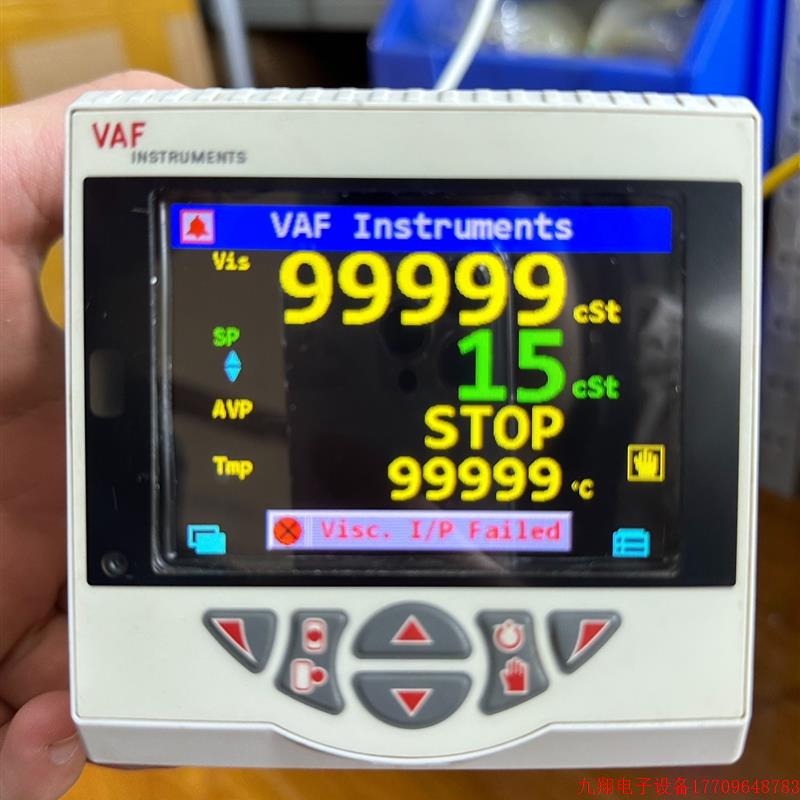 VAF
INSTRUMENTS
VAF Instruments
Vis 99999 cSt
SP 15 cSt
AVP STOP
Tmp 99999 °C
Visc. I/P Failed
九翔电子设备17709648783